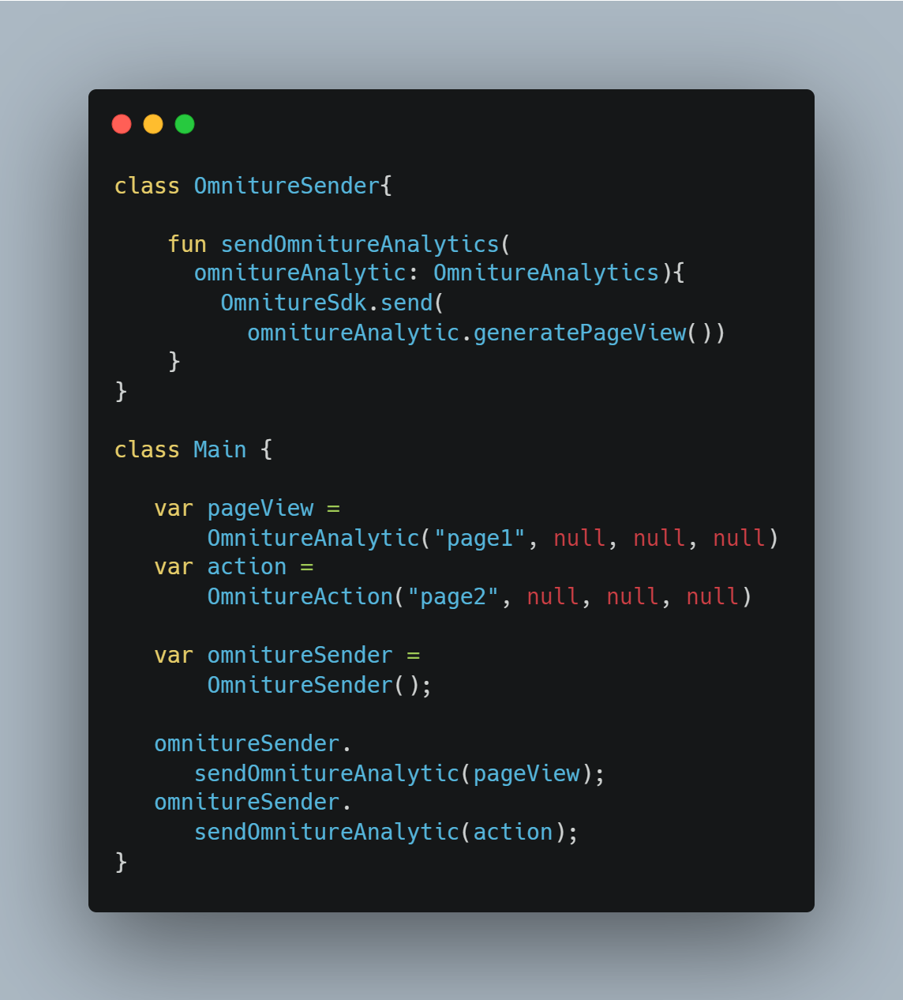 class OmnitureSender{
fun sendOmnitureAnalytics(
omnitureAnalytic: OmnitureAnalytics){
OmnitureSdk.send(
omnitureAnalytic.generatePageView())
}
}
class Main {
var pageView =
OmnitureAnalytic("page1", null, null, null)
var action =
OmnitureAction("page2", null, null, null)
var omnitureSender =
OmnitureSender();
omnitureSender.
sendOmnitureAnalytic(pageView);
omnitureSender.
sendOmnitureAnalytic(action);
}